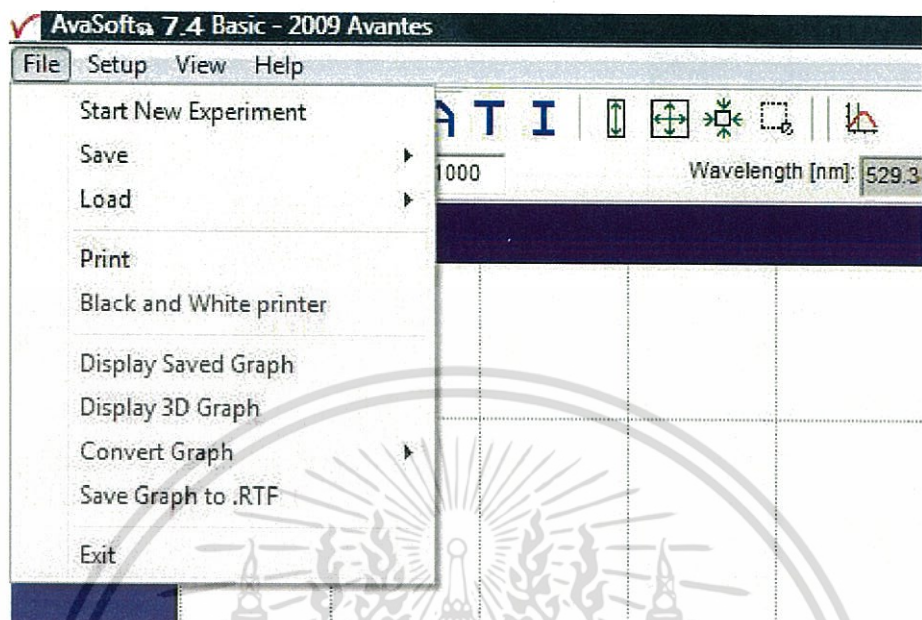 AvaSoft® 7.4 Basic - 2009 Avantes
File Setup View Help
Start New Experiment
A T I
Save
1000 Wavelength [nm]: 529.3
Load
Print
Black and White printer
Display Saved Graph
Display 3D Graph
Convert Graph
Save Graph to .RTF
Exit